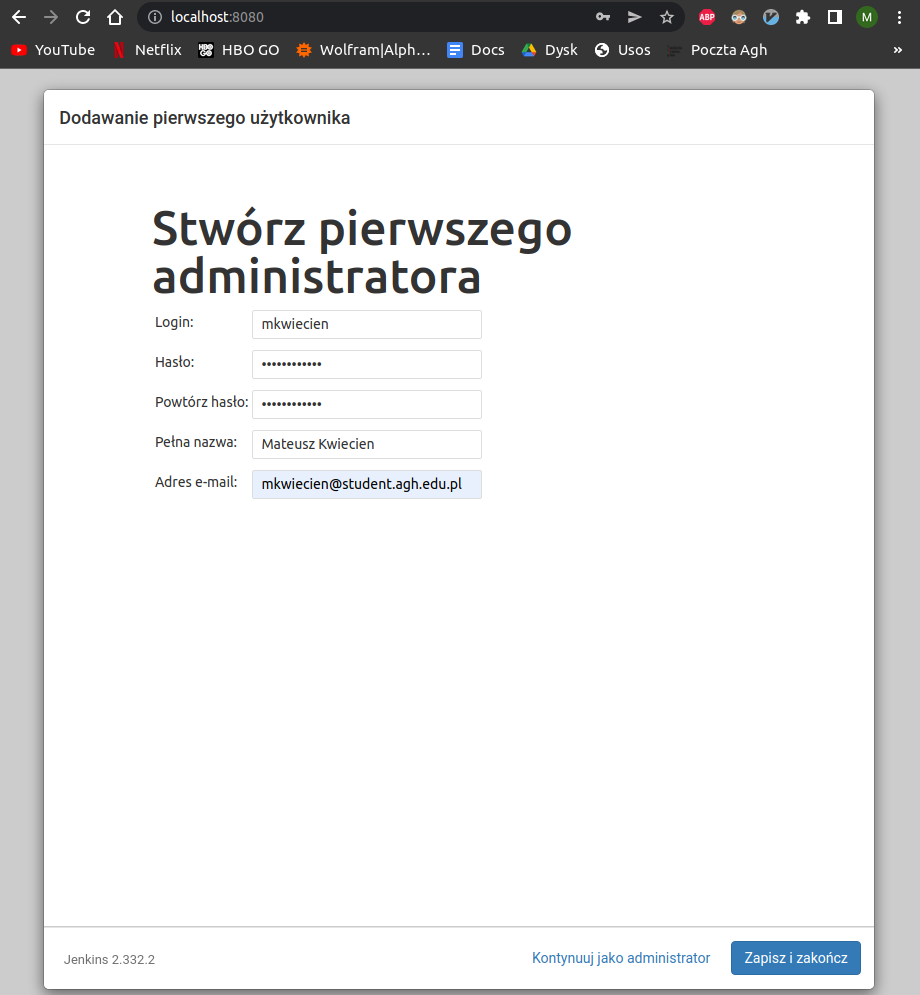 localhost:8080
ABP
M
YouTube
Netflix
HBO GO
HBO GO
Wolfram|Alph...
Docs
Dysk
Usos
Poczta Agh
»
Dodawanie pierwszego użytkownika
Stwórz pierwszego
administratora
Login:
mkwiecien
Hasło:
••••••••••••
Powtórz hasło:
••••••••••••
Pełna nazwa:
Mateusz Kwiecien
Adres e-mail:
mkwiecien@student.agh.edu.pl
Jenkins 2.332.2
Kontynuuj jako administrator
Zapisz i zakończ